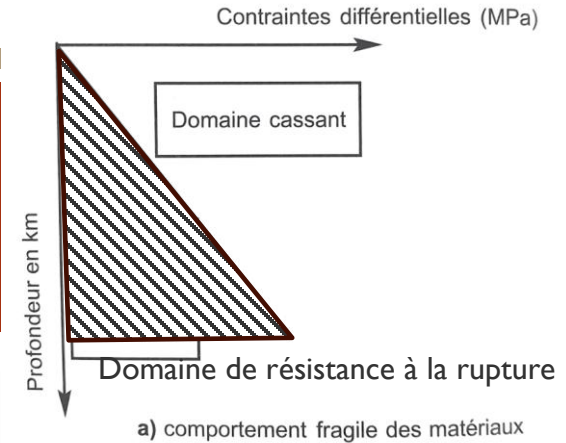 Contraintes différentielles (MPa)
Domaine cassant
Profondeur en km
Domaine de résistance à la rupture
a) comportement fragile des matériaux